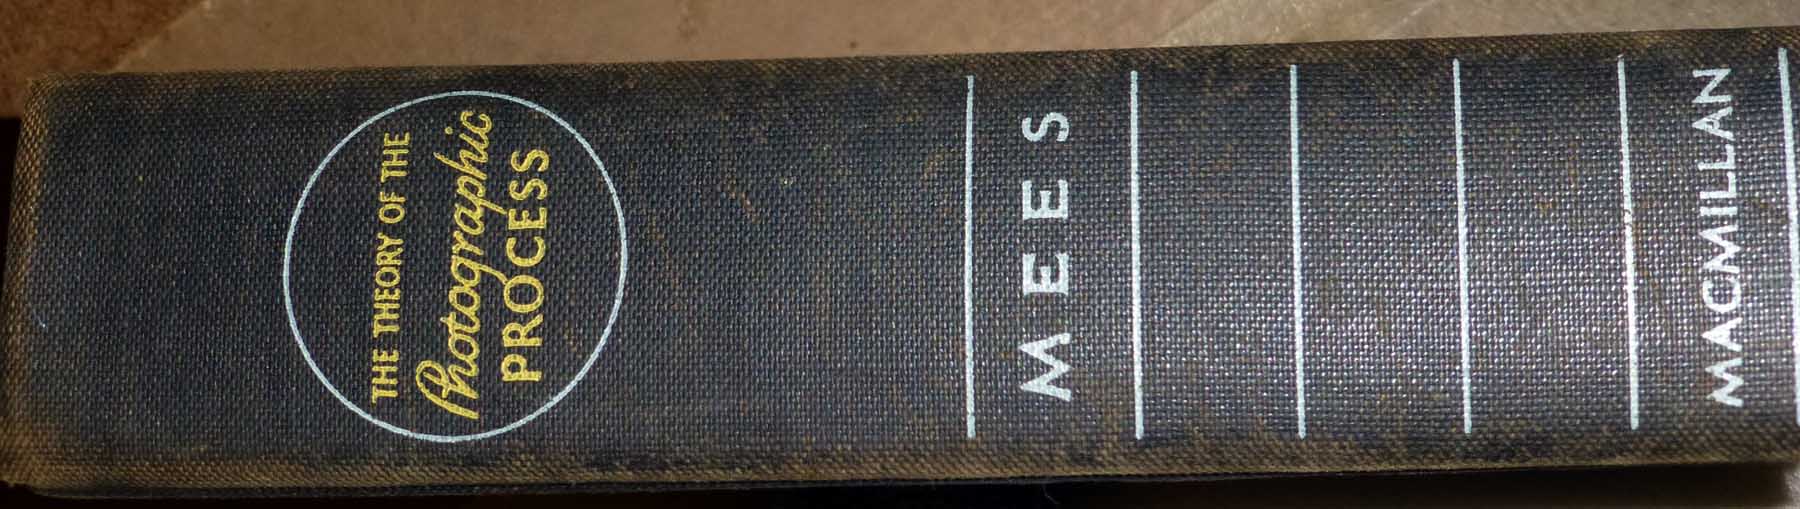 THE THEORY OF THE
Photographic
PROCESS
MEES
MACMILLAN